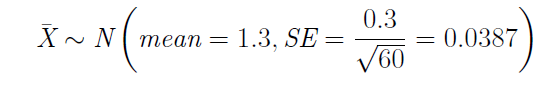 X̄ ∼ N(mean = 1.3, SE = 0.3/√60 = 0.0387)